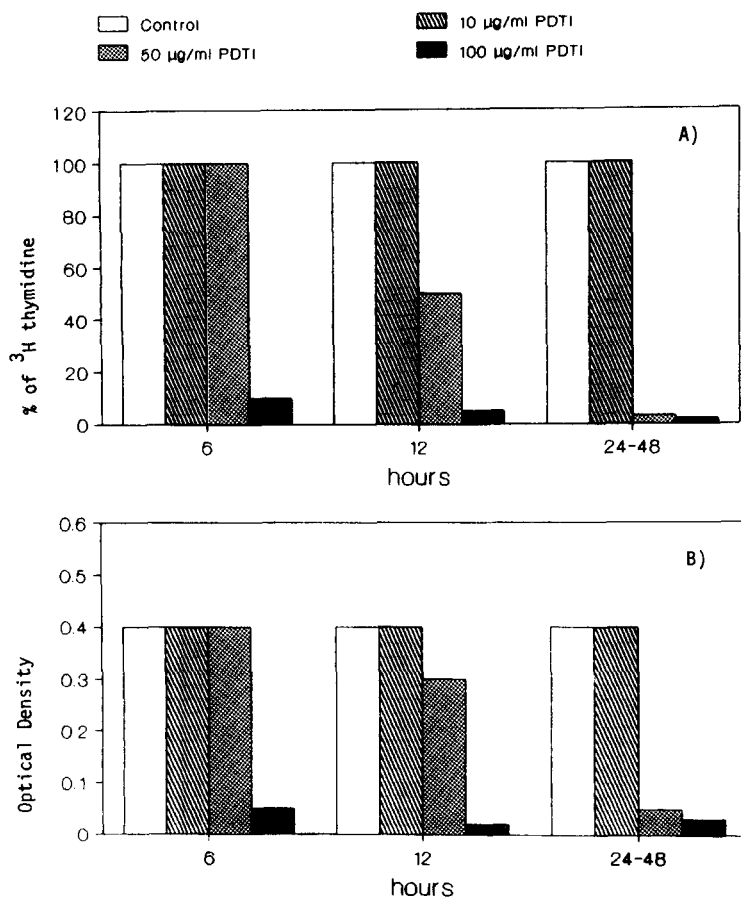 Control
10 µg/ml PDTI
50 µg/ml PDTI
100 µg/ml PDTI
A)
120
100
80
60
40
20
0
% of ³H thymidine
6
12
24-48
hours
B)
0.6
0.5
0.4
0.3
0.2
0.1
0
Optical Density
6
12
24-48
hours